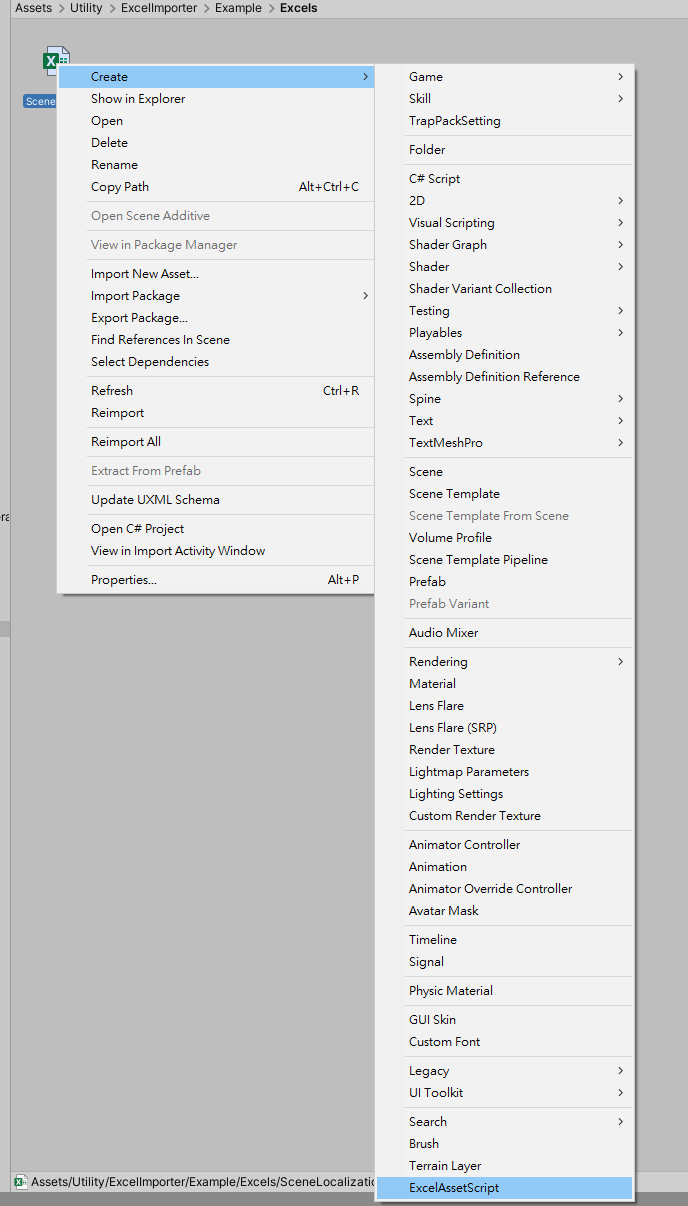 Assets > Utility > ExcelImporter > Example > Excels
Scene
Create
Show in Explorer
Open
Delete
Rename
Copy Path Alt+Ctrl+C
Open Scene Additive
View in Package Manager
Import New Asset...
Import Package
Export Package...
Find References In Scene
Select Dependencies
Refresh Ctrl+R
Reimport
Reimport All
Extract From Prefab
Update UXML Schema
Open C# Project
View in Import Activity Window
Properties... Alt+P
Game
Skill
TrapPackSetting
Folder
C# Script
2D
Visual Scripting
Shader Graph
Shader
Shader Variant Collection
Testing
Playables
Assembly Definition
Assembly Definition Reference
Spine
Text
TextMeshPro
Scene
Scene Template
Scene Template From Scene
Volume Profile
Scene Template Pipeline
Prefab
Prefab Variant
Audio Mixer
Rendering
Material
Lens Flare
Lens Flare (SRP)
Render Texture
Lightmap Parameters
Lighting Settings
Custom Render Texture
Animator Controller
Animation
Animator Override Controller
Avatar Mask
Timeline
Signal
Physic Material
GUI Skin
Custom Font
Legacy
UI Toolkit
Search
Brush
Terrain Layer
ExcelAssetScript
Assets/Utility/ExcelImporter/Example/Excels/SceneLocalizatio